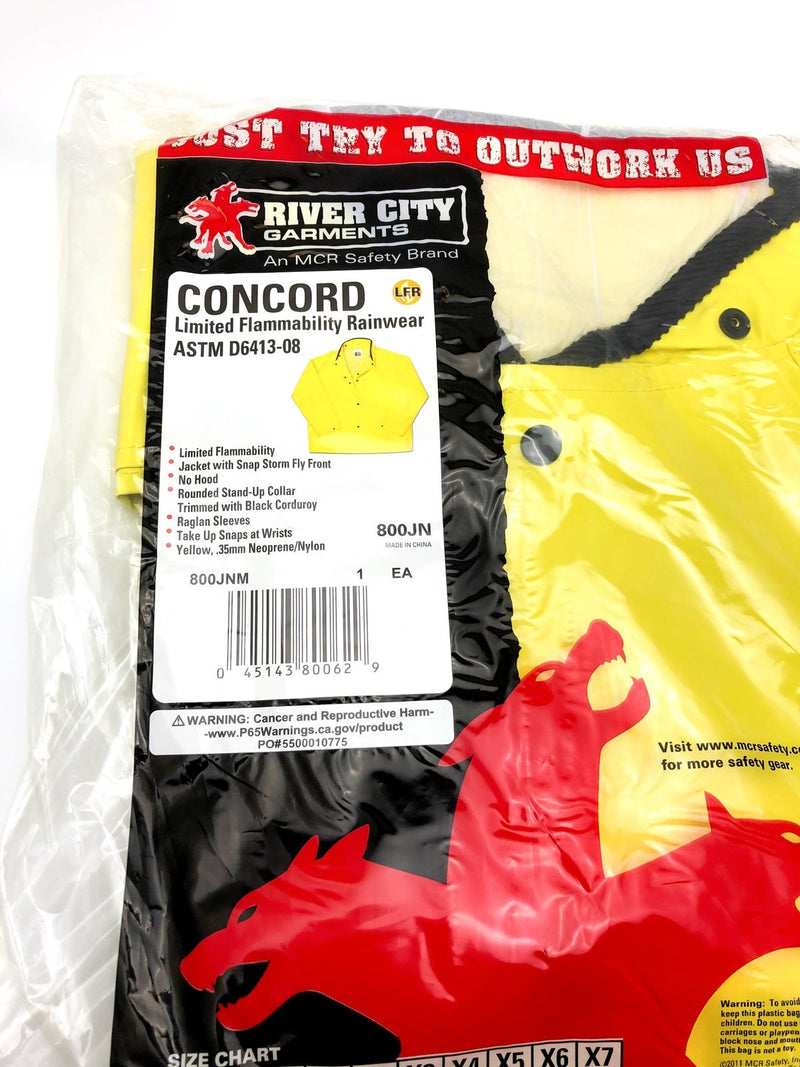 JUST TRY TO OUTWORK US
RIVER CITY
GARMENTS
An MCR Safety Brand
CONCORD
LFR
Limited Flammability Rainwear
ASTM D6413-08
• Limited Flammability
• Jacket with Snap Storm Fly Front
• No Hood
• Rounded Stand-Up Collar
Trimmed with Black Corduroy
• Raglan Sleeves
• Take Up Snaps at Wrists
• Yellow, .35mm Neoprene/Nylon
800JN
MADE IN CHINA
800JNM 1 EA
0 45143 80062 9
⚠WARNING: Cancer and Reproductive Harm-
-www.P65Warnings.ca.gov/product
PO#5500010775
Visit www.mcrsafety.co
for more safety gear.
Warning: To avoid
keep this plastic bag
children. Do not use
carriages or playpen
block nose and mouth
This bag is not a toy.
©2011 MCR Safety, Inc
SIZE CHART
X4 X5 X6 X7